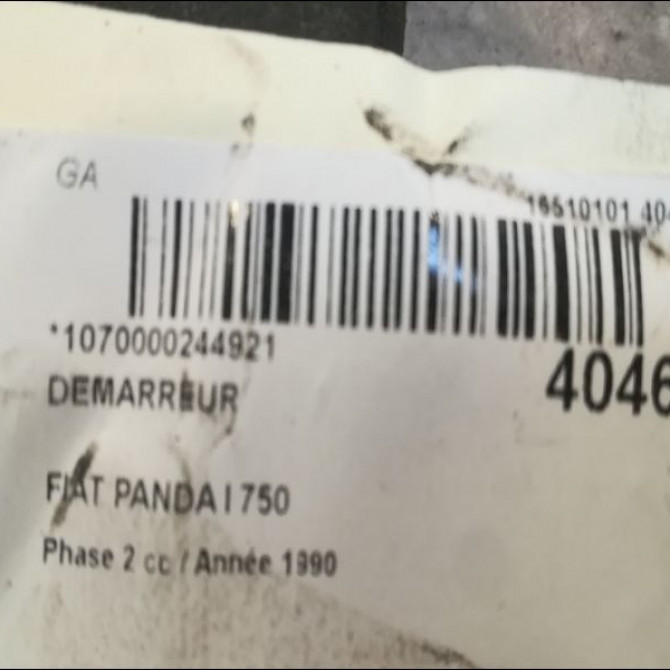 GA
16510101 404
*1070000244921
4046
DEMARREUR
FIAT PANDA I 750
Phase 2 cc / Année 1990